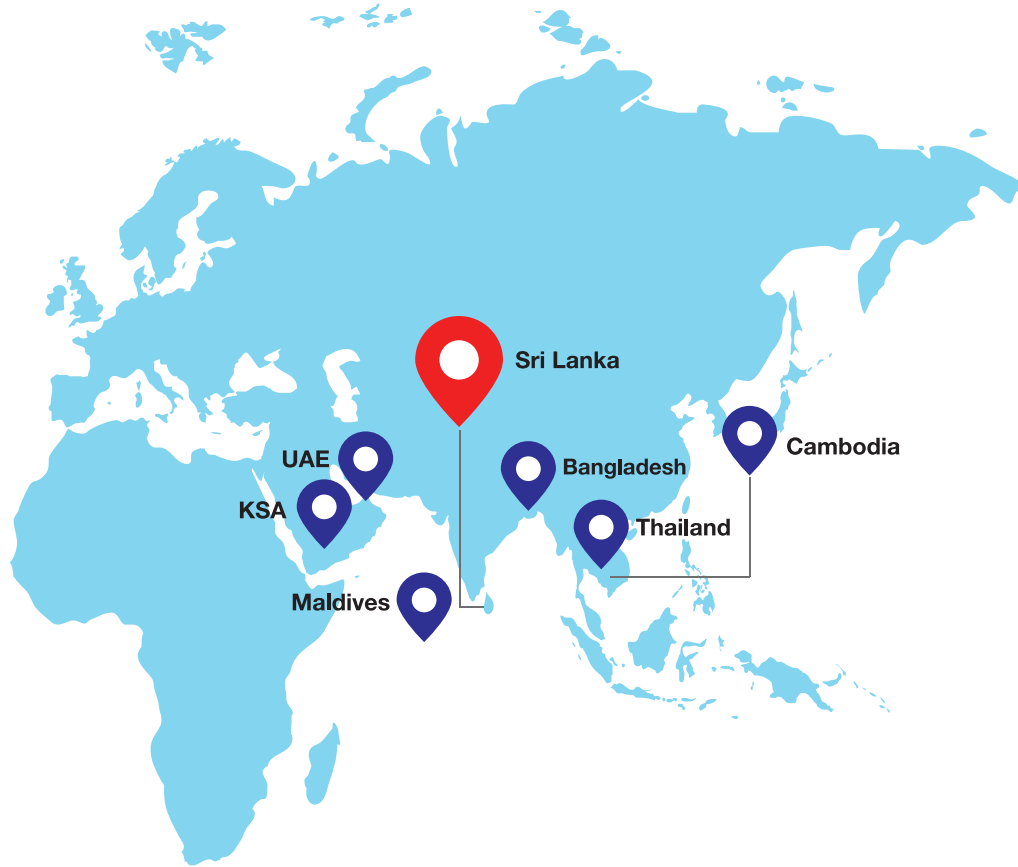 Sri Lanka
Cambodia
UAE
Bangladesh
KSA
Thailand
Maldives